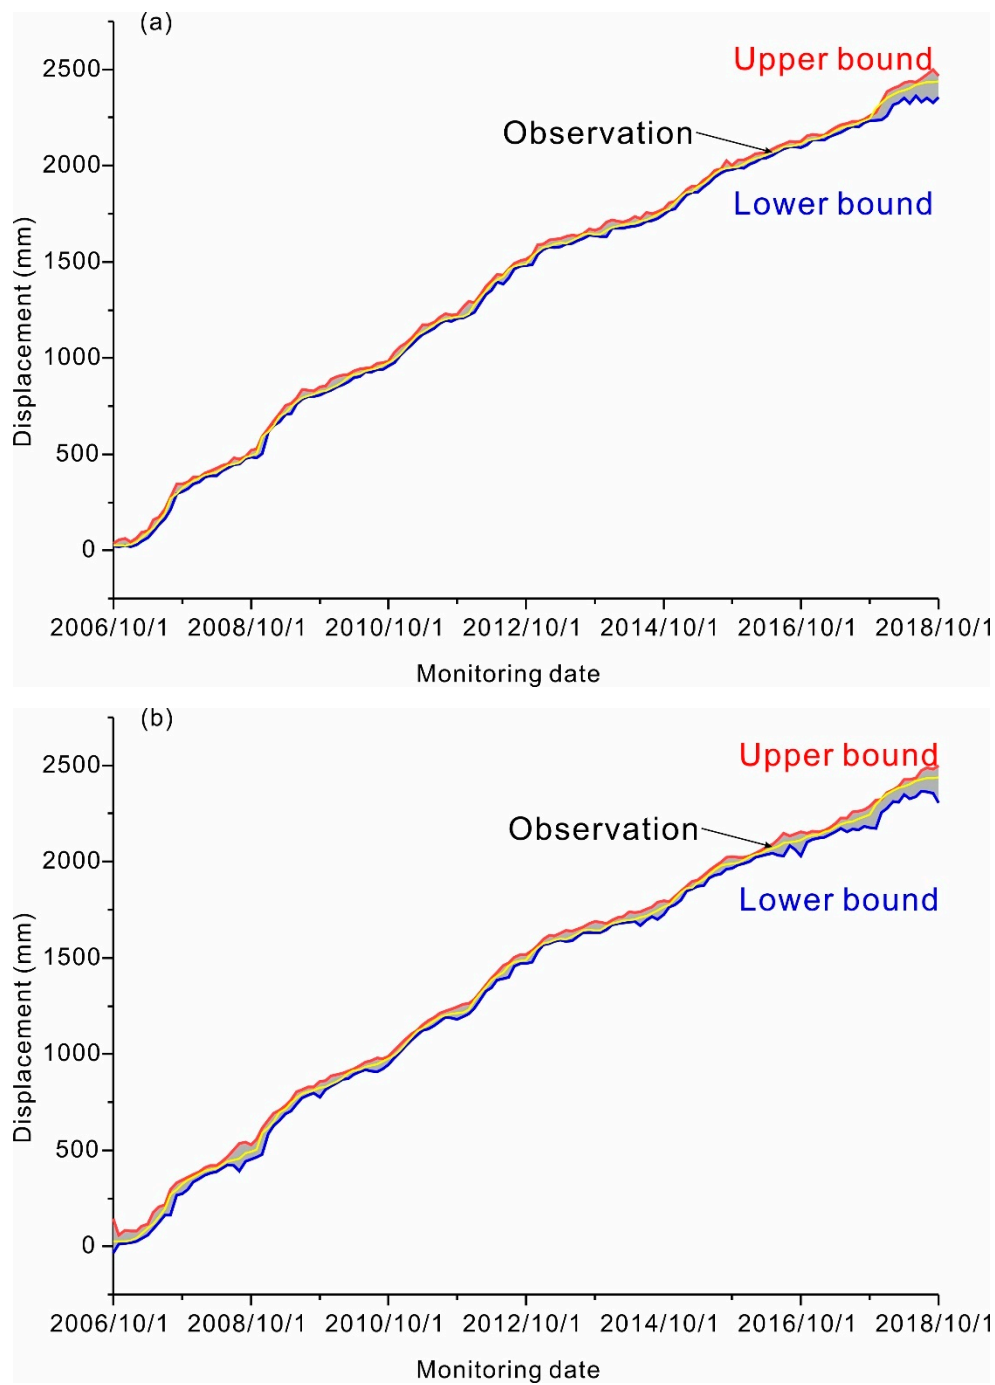 (a)
Upper bound
2500
Observation
2000
Lower bound
1500
1000
500
0
Displacement (mm)
2006/10/1 2008/10/1 2010/10/1 2012/10/1 2014/10/1 2016/10/1 2018/10/1
Monitoring date
(b)
Upper bound
2500
Observation
2000
Lower bound
1500
1000
500
0
Displacement (mm)
2006/10/1 2008/10/1 2010/10/1 2012/10/1 2014/10/1 2016/10/1 2018/10/1
Monitoring date